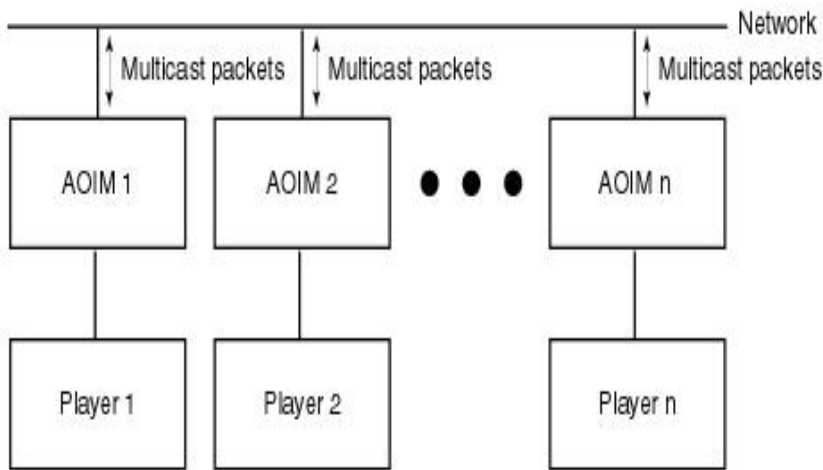 Network
Multicast packets
Multicast packets
Multicast packets
AOIM 1
AOIM 2
AOIM n
Player 1
Player 2
Player n